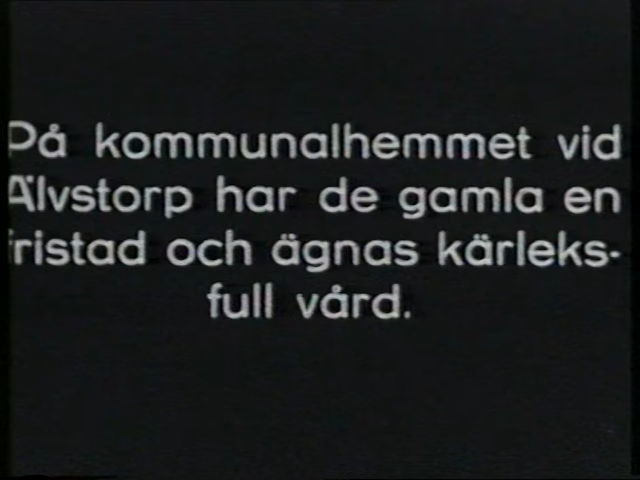 På kommunalhemmet vid
Älvstorp har de gamla en
fristad och ägnas kärleks-
full vård.